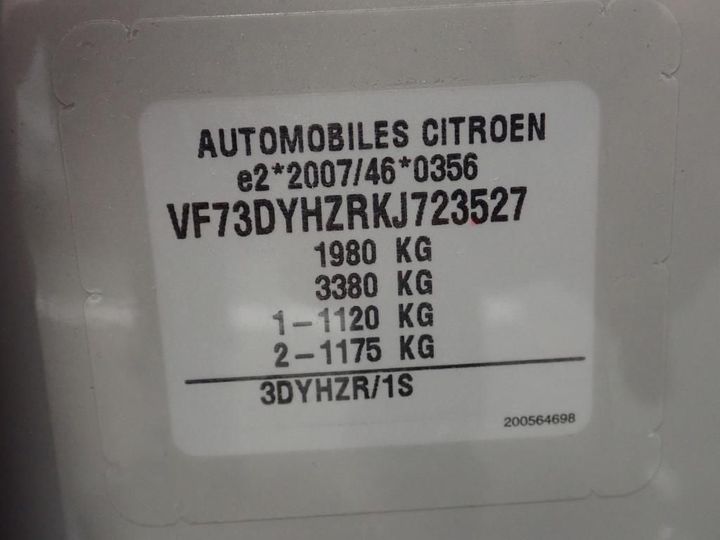 AUTOMOBILES CITROEN
e2*2007/46*0356
VF73DYHZRKJ723527
1980 KG
3380 KG
1-1120 KG
2-1175 KG
3DYHZR/1S
200564698